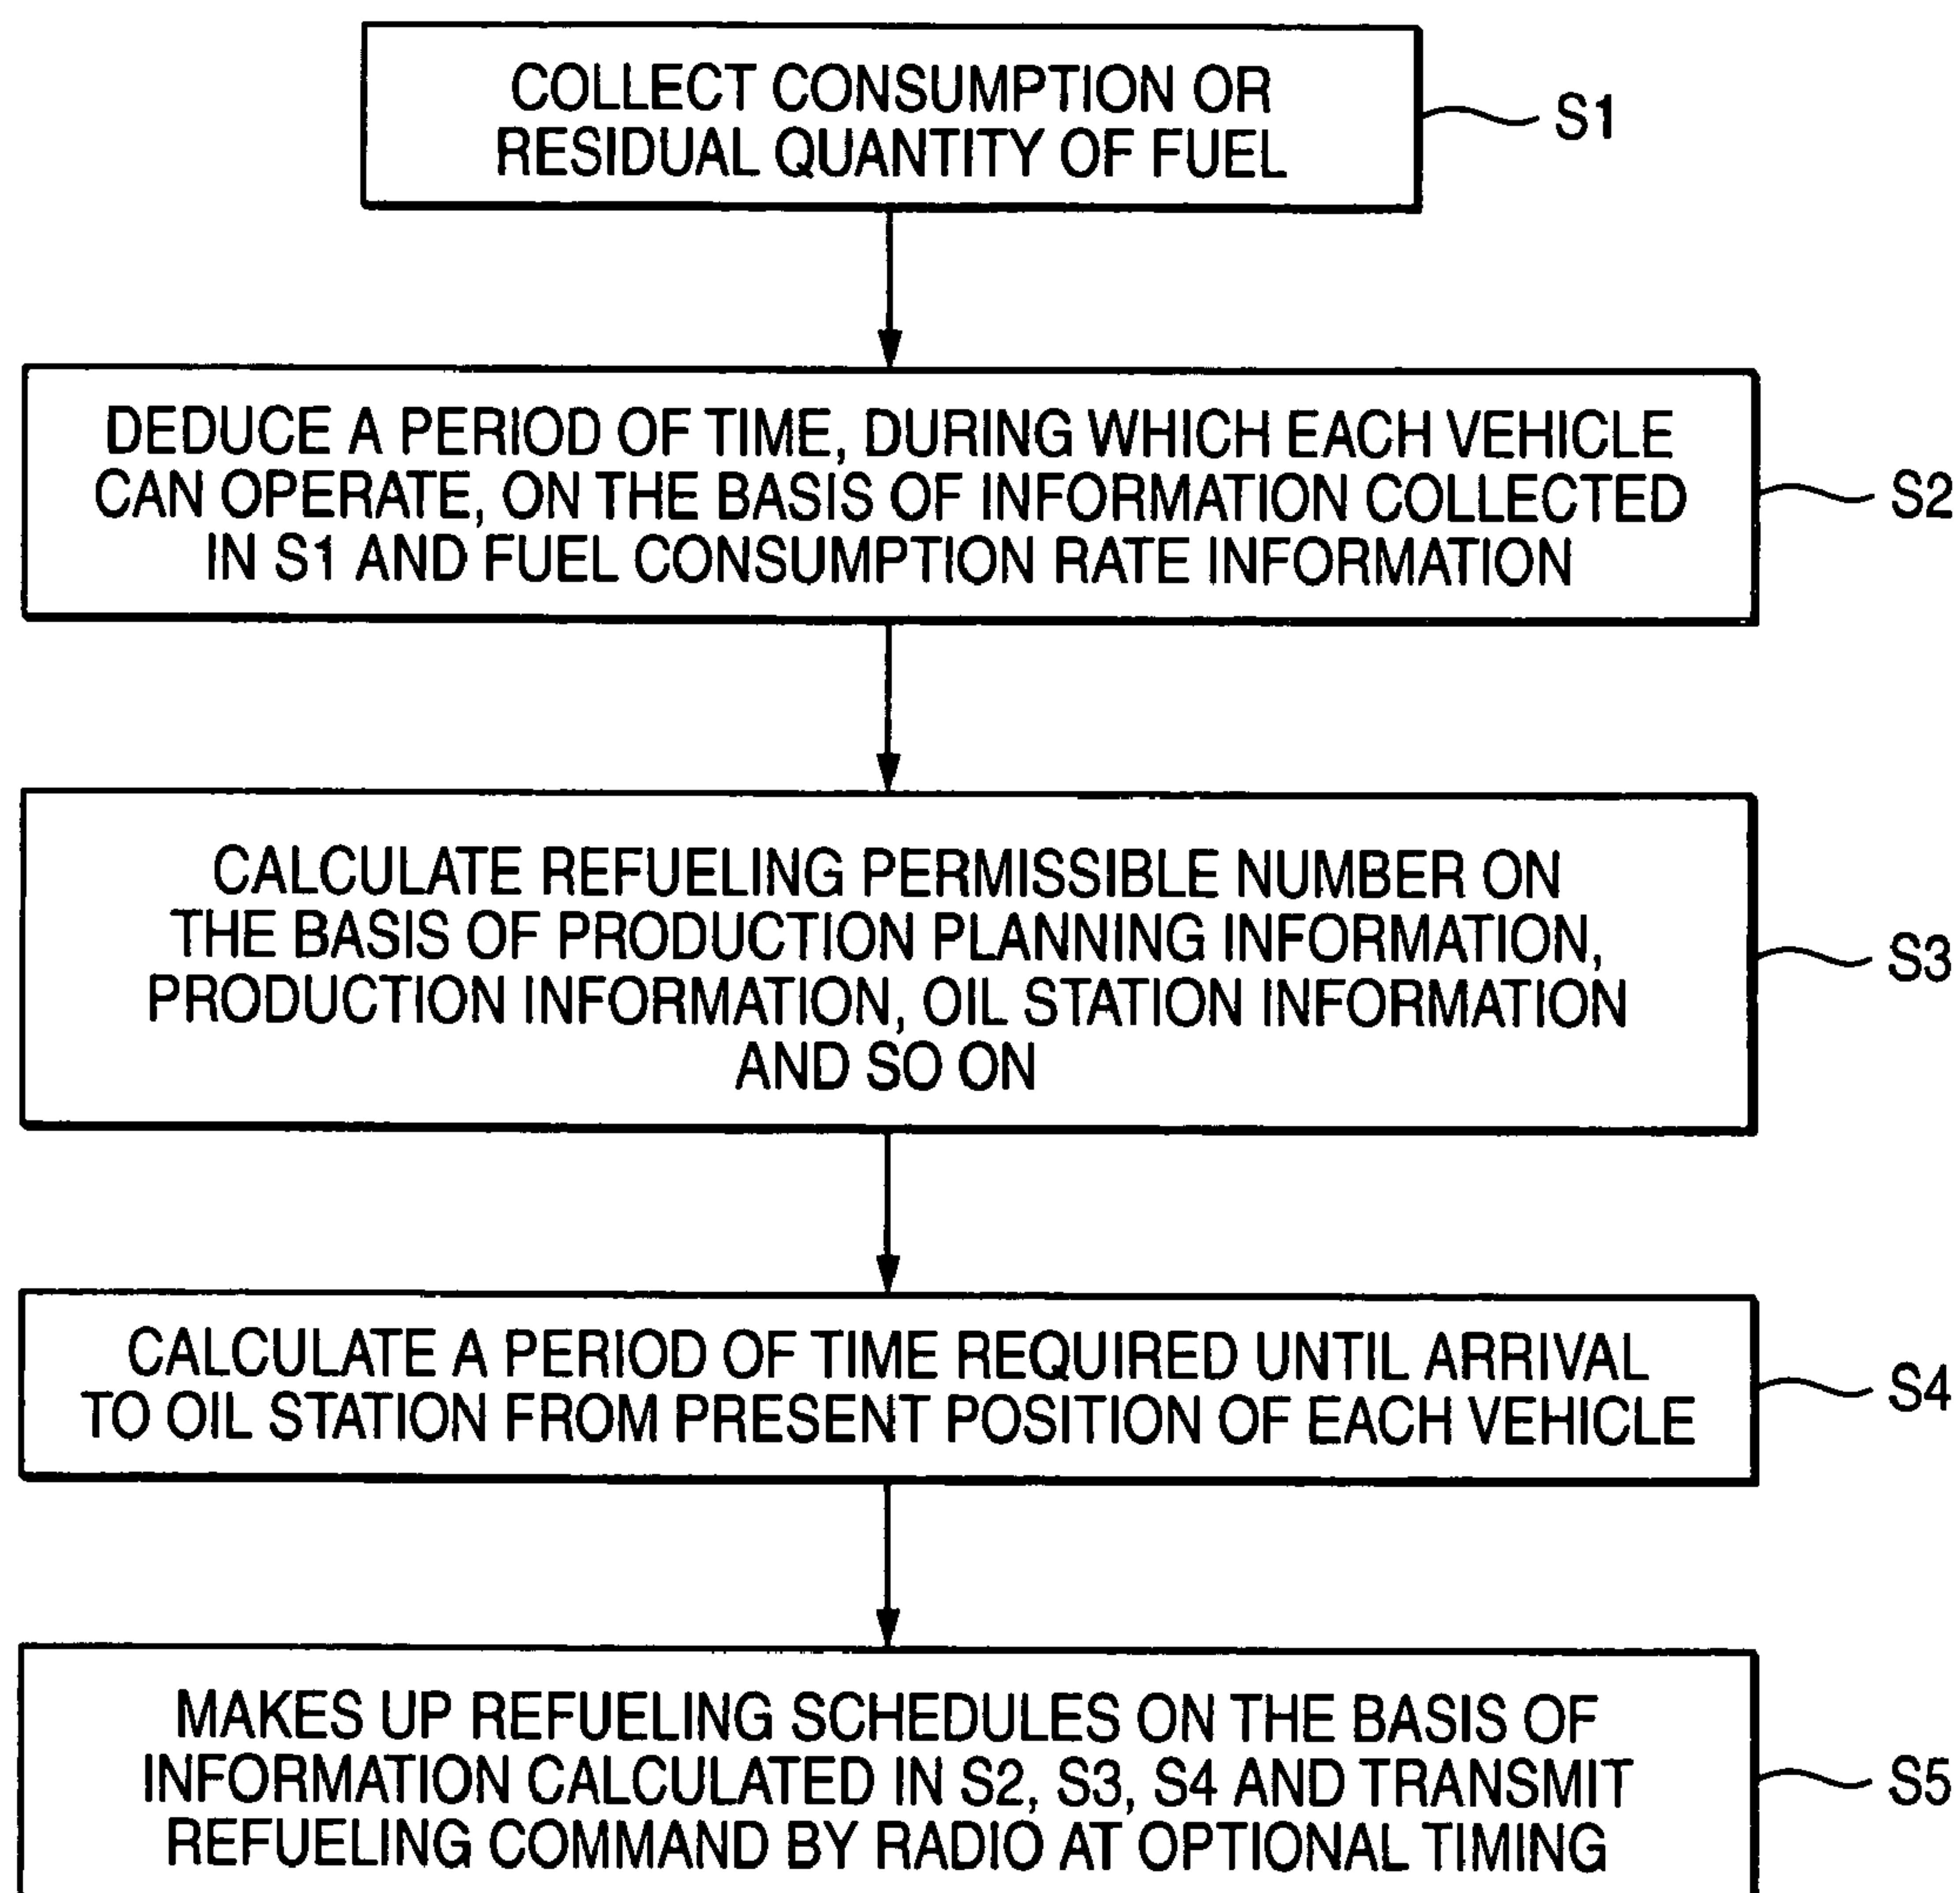 COLLECT CONSUMPTION OR
RESIDUAL QUANTITY OF FUEL
S1
DEDUCE A PERIOD OF TIME, DURING WHICH EACH VEHICLE
CAN OPERATE, ON THE BASIS OF INFORMATION COLLECTED
IN S1 AND FUEL CONSUMPTION RATE INFORMATION
S2
CALCULATE REFUELING PERMISSIBLE NUMBER ON
THE BASIS OF PRODUCTION PLANNING INFORMATION,
PRODUCTION INFORMATION, OIL STATION INFORMATION
AND SO ON
S3
CALCULATE A PERIOD OF TIME REQUIRED UNTIL ARRIVAL
TO OIL STATION FROM PRESENT POSITION OF EACH VEHICLE
S4
MAKES UP REFUELING SCHEDULES ON THE BASIS OF
INFORMATION CALCULATED IN S2, S3, S4 AND TRANSMIT
REFUELING COMMAND BY RADIO AT OPTIONAL TIMING
S5